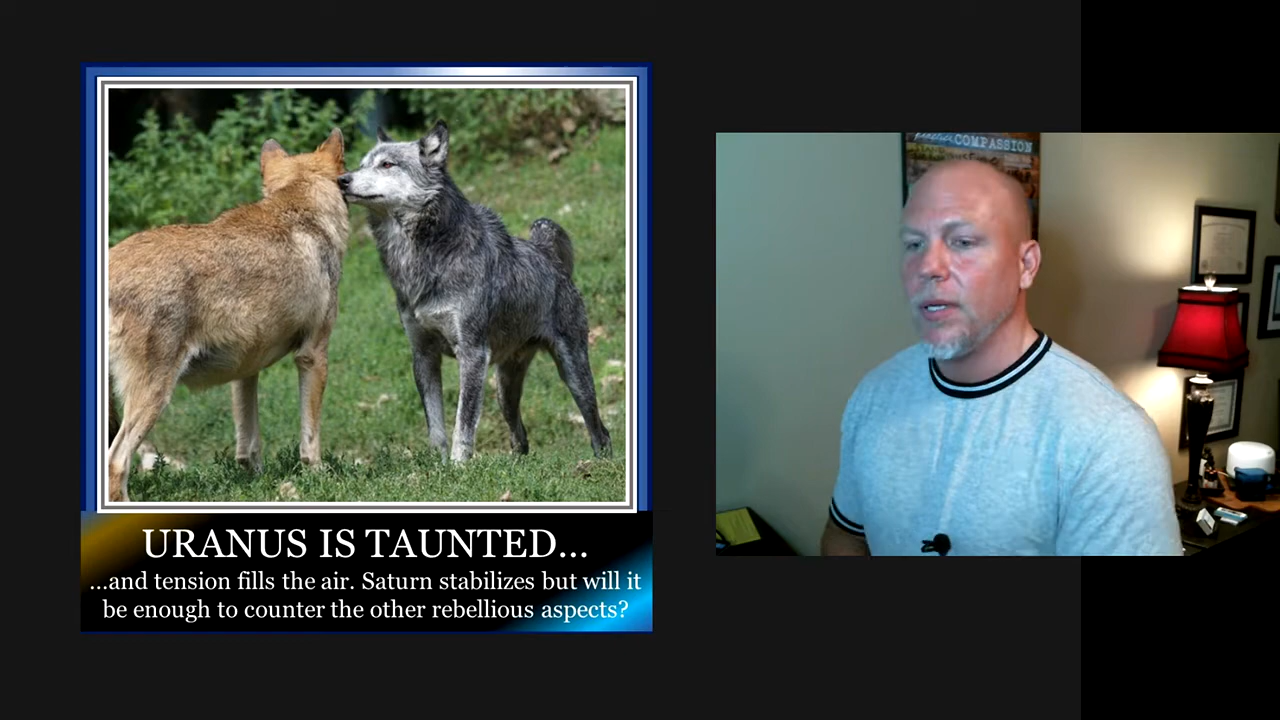 URANUS IS TAUNTED...
...and tension fills the air. Saturn stabilizes but will it
be enough to counter the other rebellious aspects?
COMPASSION